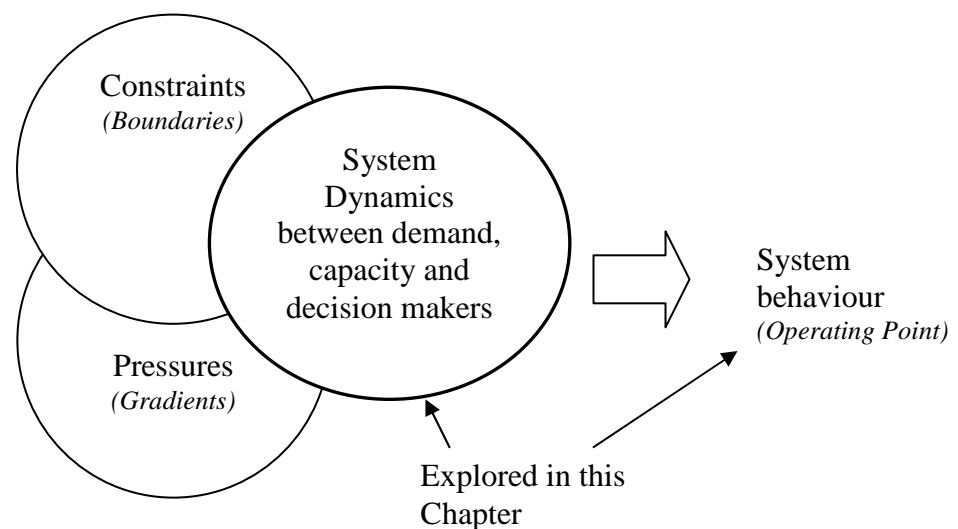 Constraints
(Boundaries)
System
Dynamics
between demand,
capacity and
decision makers
Pressures
(Gradients)
System
behaviour
(Operating Point)
Explored in this
Chapter